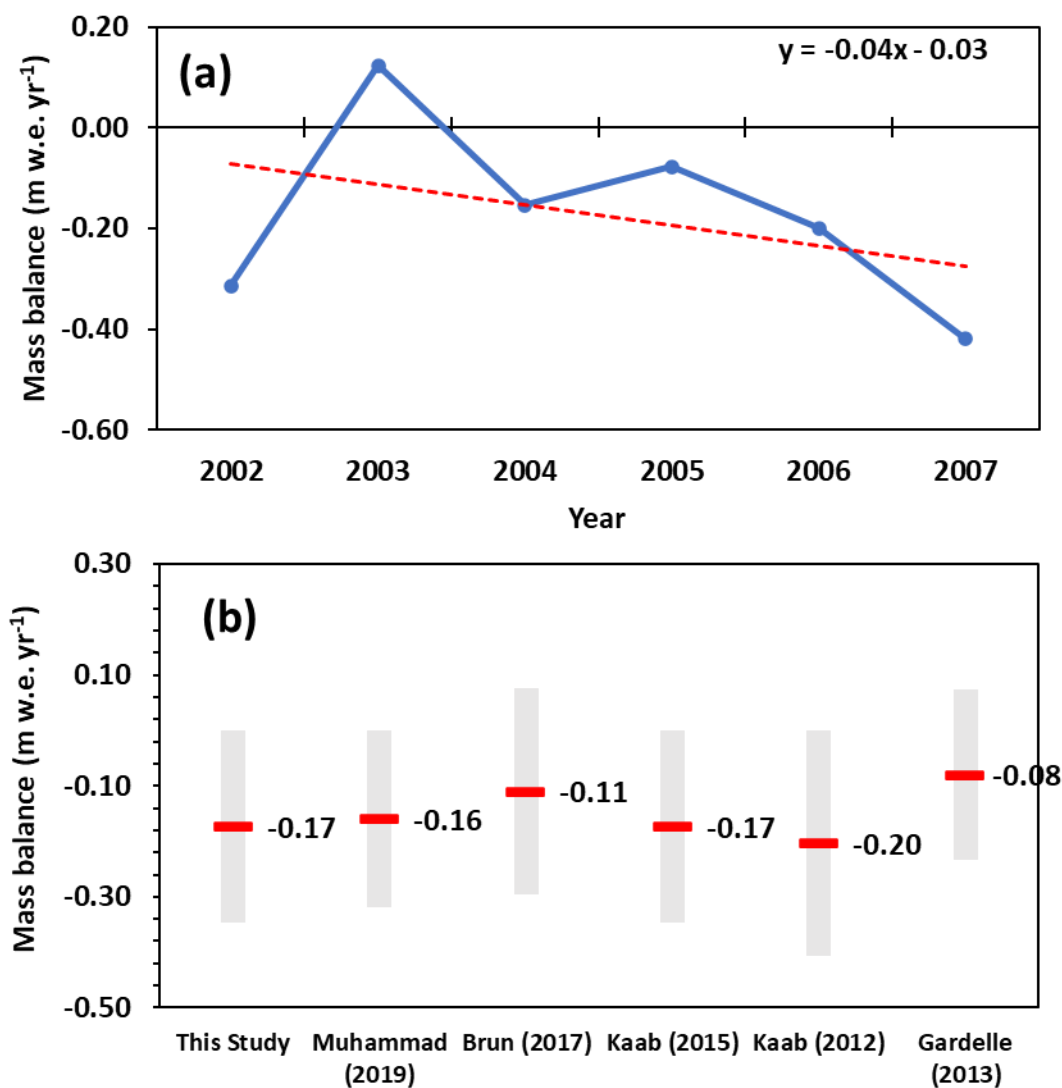 (a)
y = -0.04x - 0.03
Mass balance (m w.e. yr-1)
0.20
0.00
-0.20
-0.40
-0.60
2002 2003 2004 2005 2006 2007
Year
(b)
Mass balance (m w.e. yr-1)
0.30
0.10
-0.10
-0.30
-0.50
-0.17 -0.16 -0.11 -0.17 -0.20 -0.08
This Study Muhammad Brun (2017) Kaab (2015) Kaab (2012) Gardelle
(2019) (2013)